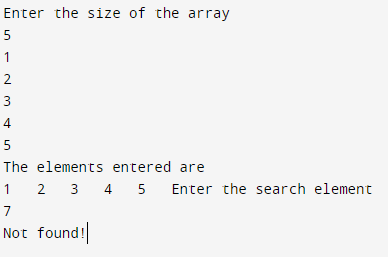 Enter the size of the array
5
1
2
3
4
5
The elements entered are
1   2   3   4   5   Enter the search element
7
Not found!